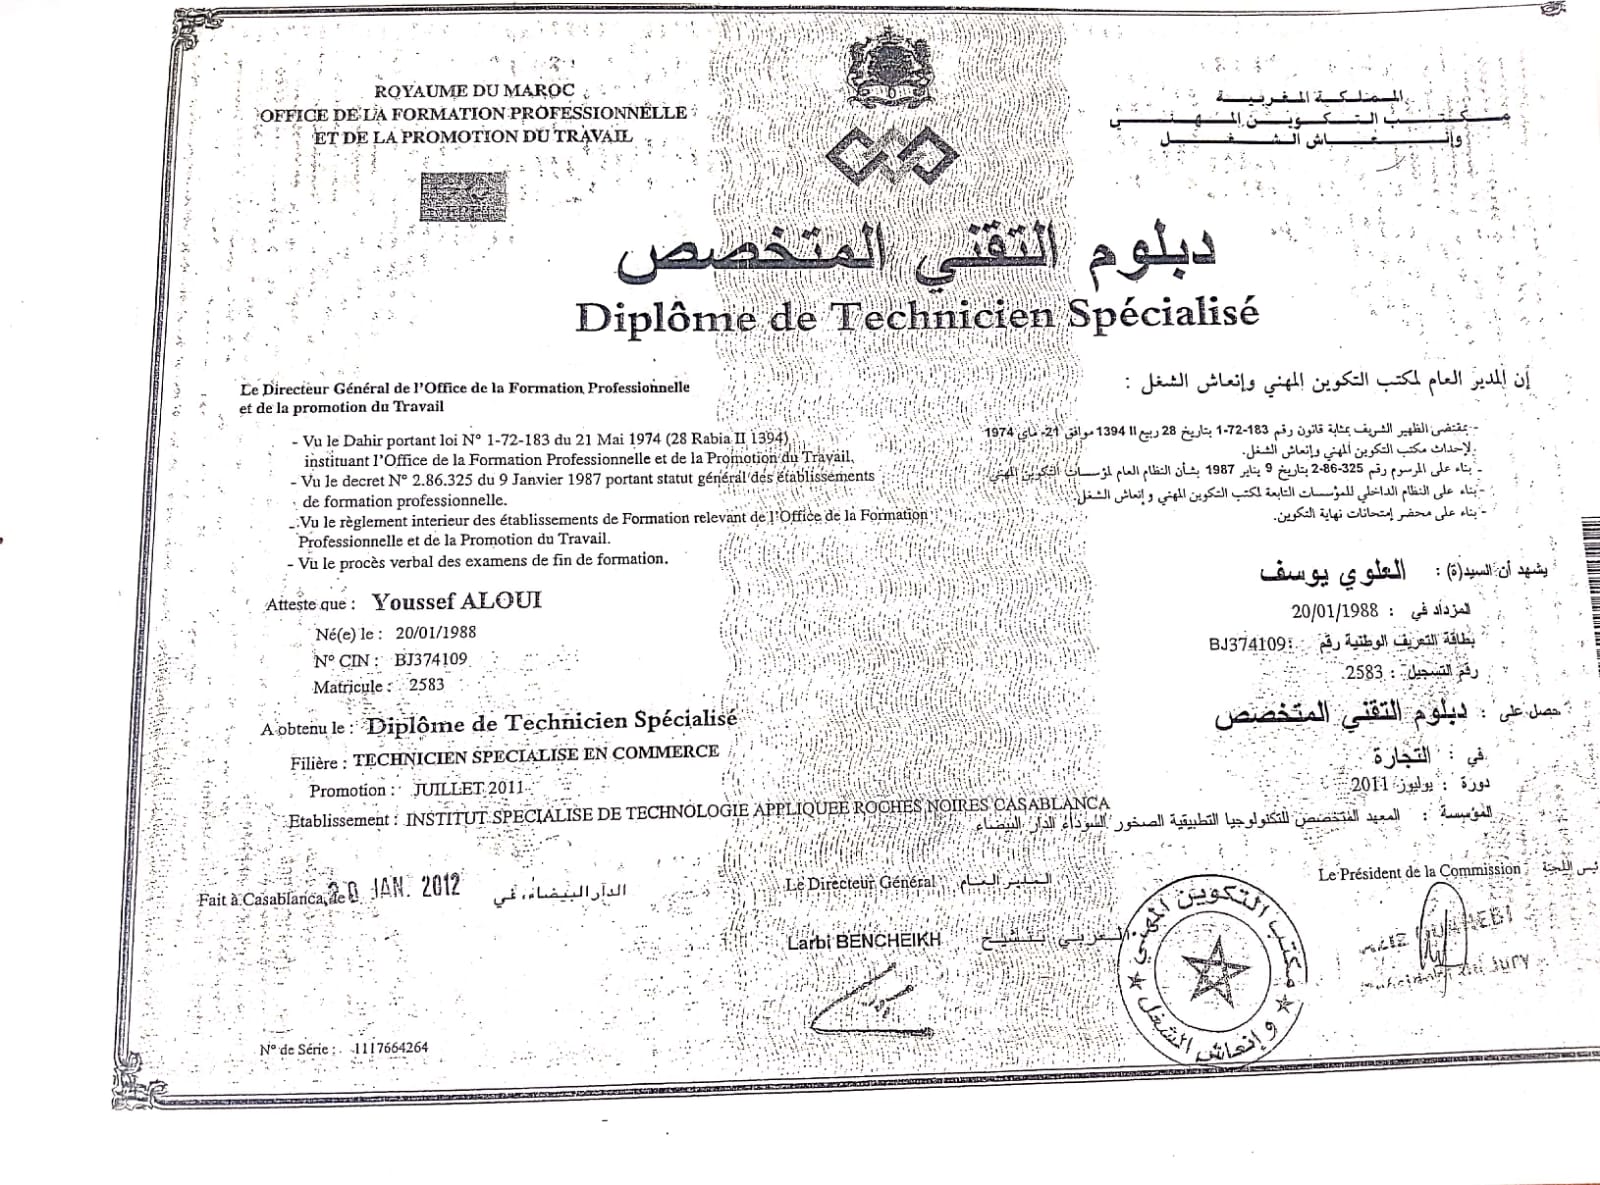 ROYAUME DU MAROC
OFFICE DE LA FORMATION PROFESSIONNELLE
ET DE LA PROMOTION DU TRAVAIL
المملكة المغربية
مكتب التكوين المهني
وإنعاش الشغل
دبلوم التقني المتخصص
Diplôme de Technicien Spécialisé
Le Directeur Général de l'Office de la Formation Professionnelle
et de la promotion du Travail
- Vu le Dahir portant loi N° 1-72-183 du 21 Mai 1974 (28 Rabia II 1394)
instituant l'Office de la Formation Professionnelle et de la Promotion du Travail.
- Vu le decret N° 2.86.325 du 9 Janvier 1987 portant statut général des établissements
de formation professionnelle.
- Vu le règlement interieur des établissements de Formation relevant de l'Office de la Formation
Professionnelle et de la Promotion du Travail.
- Vu le procès verbal des examens de fin de formation.
إن المدير العام لمكتب التكوين المهني وإنعاش الشغل :
- بمقتضى الظهير الشريف بمثابة قانون رقم 183-72-1 بتاريخ 28 ربيع II 1394 موافق 21- ماي 1974
لإحداث مكتب التكوين المهني وإنعاش الشغل.
- بناء على المرسوم رقم 325-86-2 بتاريخ 9 يناير 1987 بشأن النظام العام لمؤسسات التكوين المهني
- بناء على النظام الداخلي للمؤسسات التابعة لمكتب التكوين المهني وإنعاش الشغل.
- بناء على محضر إمتحانات نهاية التكوين.
Atteste que : Youssef ALOUI
Né(e) le : 20/01/1988
N° CIN : BJ374109
Matricule : 2583
A obtenu le : Diplôme de Technicien Spécialisé
Filière : TECHNICIEN SPECIALISE EN COMMERCE
Promotion : JUILLET 2011
Etablissement : INSTITUT SPECIALISE DE TECHNOLOGIE APPLIQUEE ROCHES NOIRES CASABLANCA
يشهد أن السيد(ة) : العلوي يوسف
المزداد في : 20/01/1988
بطاقة التعريف الوطنية رقم : BJ374109
رقم التسجيل : 2583
حصل على : دبلوم التقني المتخصص
في : التجارة
دورة : يوليوز 2011
المؤسسة : المعهد المتخصص للتكنولوجيا التطبيقية الصخور السوداء الدار البيضاء
Fait à Casablanca, le 20 JAN. 2012 الدار البيضاء، في
Le Directeur Général المدير العام
Larbi BENCHEIKH العربي بنشيخ
Le Président de la Commission
مكتب التكوين المهني
وإنعاش الشغل
N° de Série : 1117664264